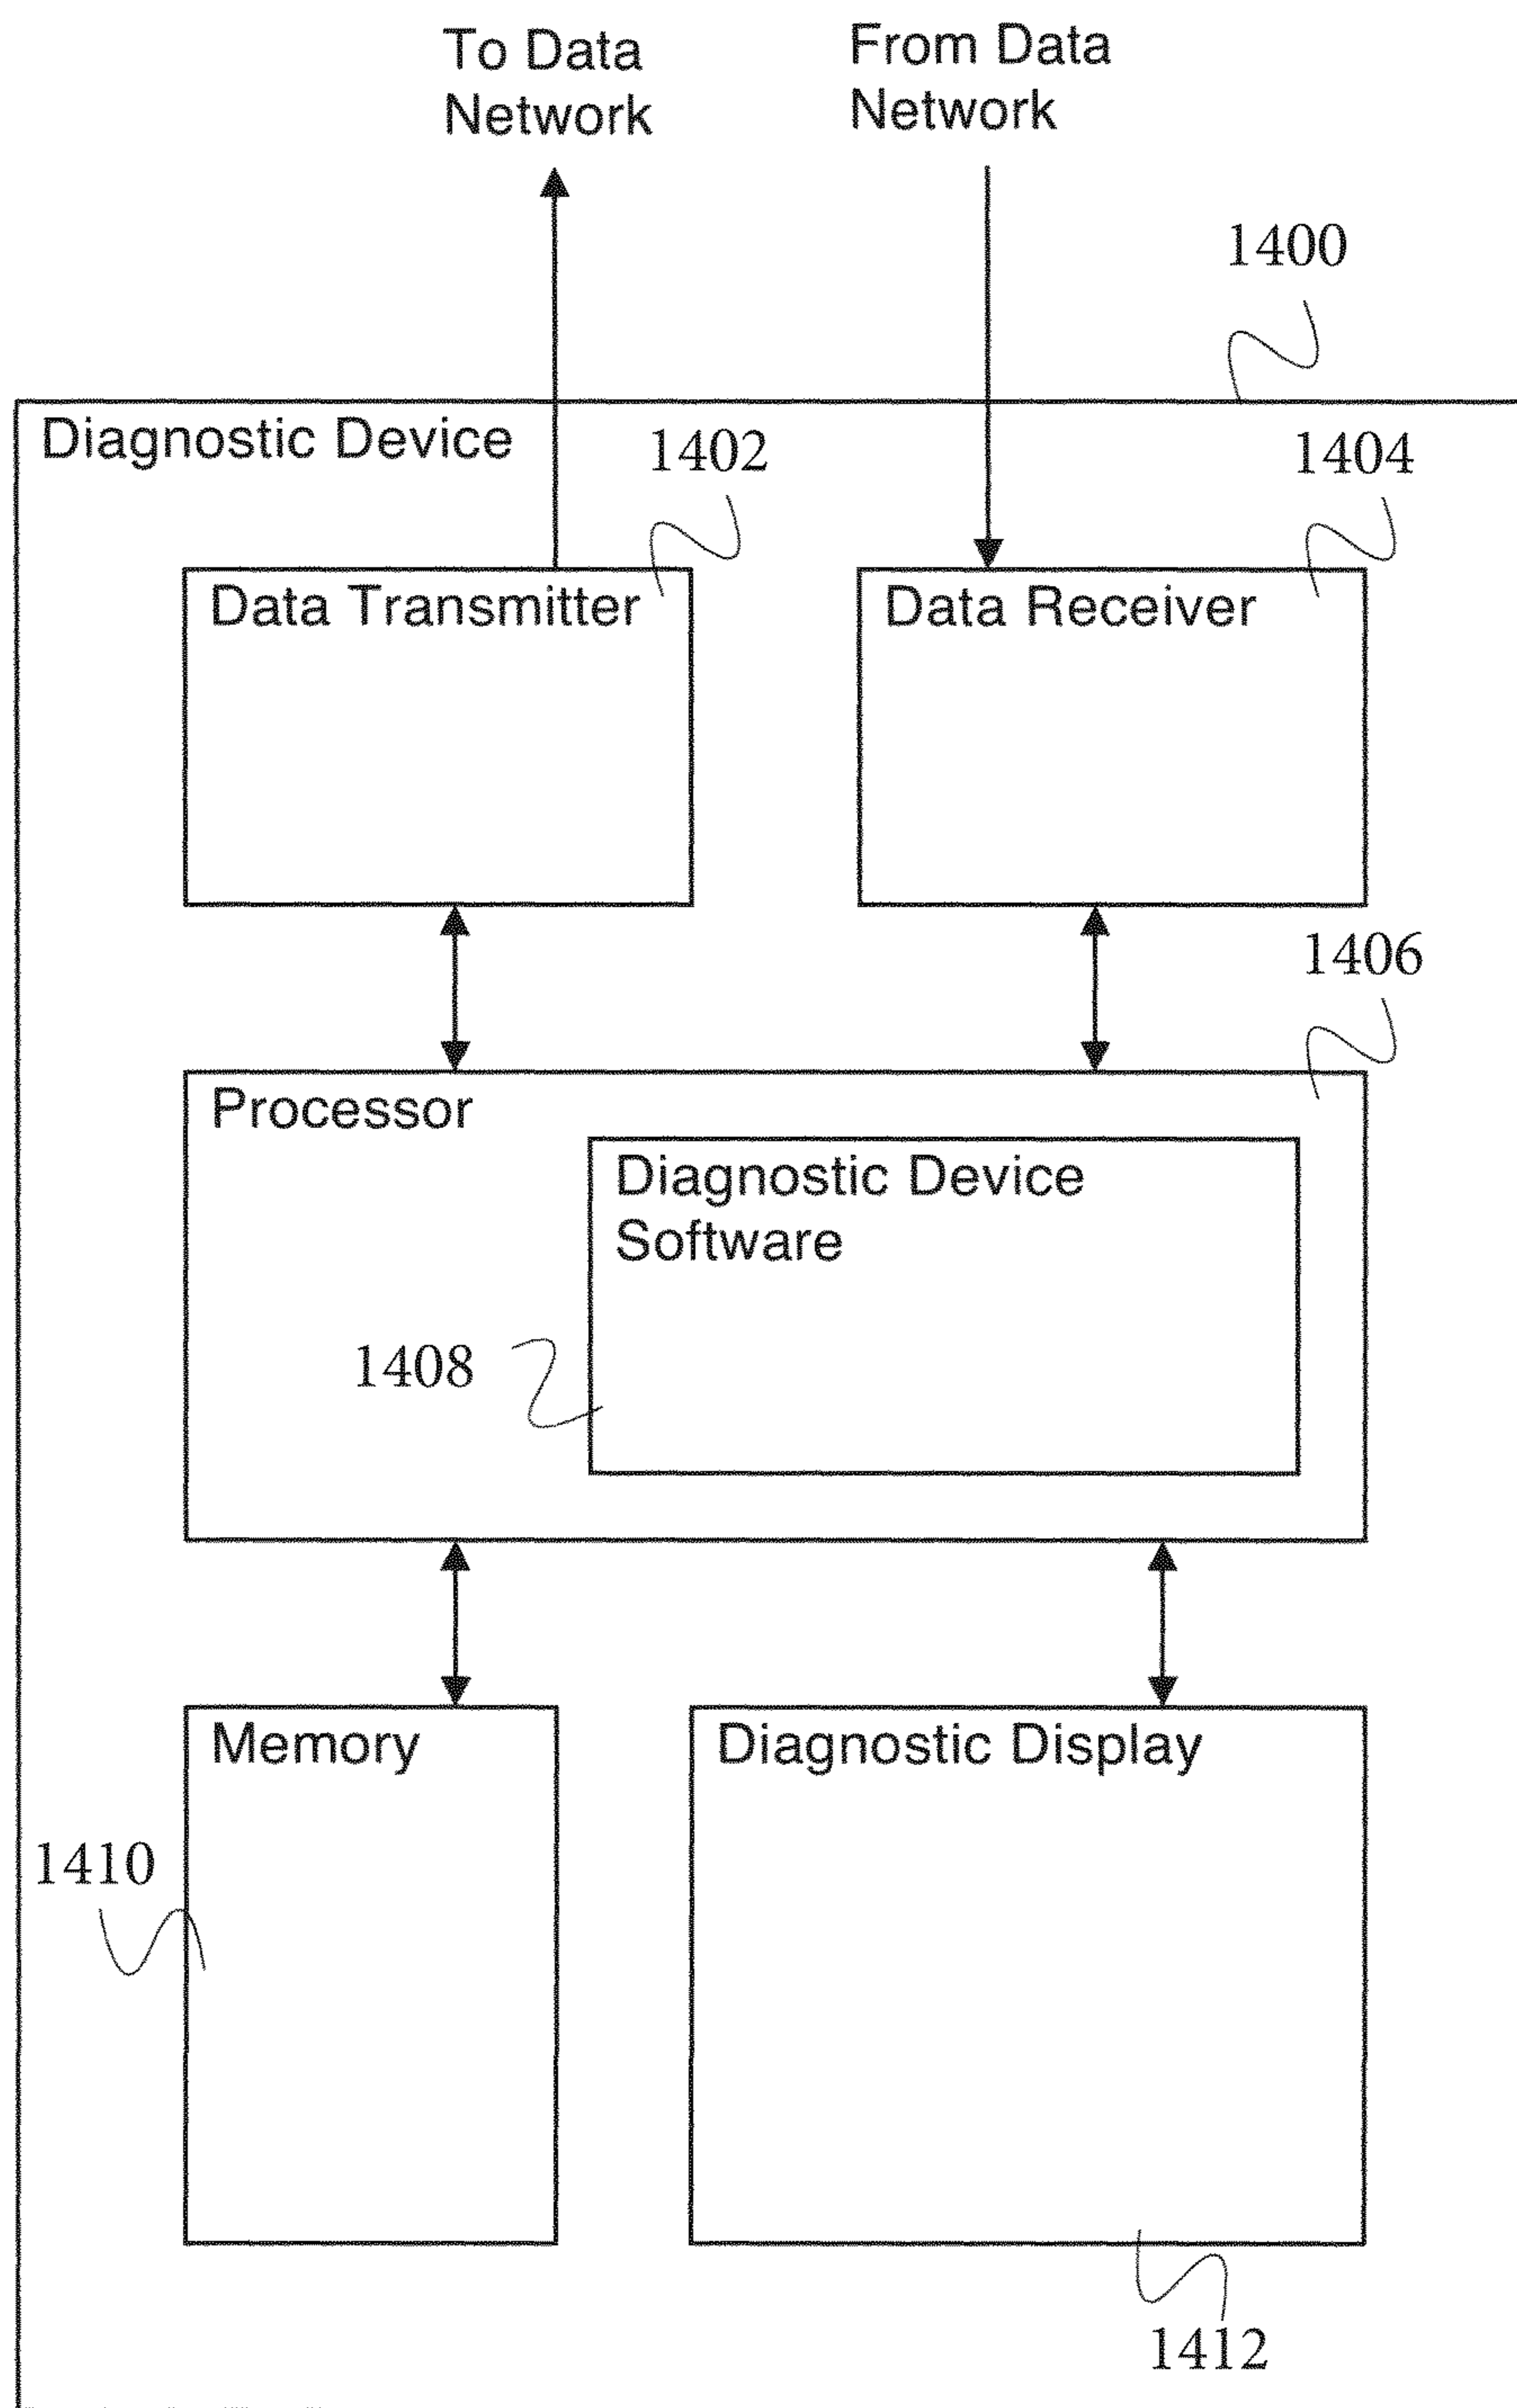 To Data
Network
From Data
Network
1400
Diagnostic Device
1402
1404
Data Transmitter
Data Receiver
1406
Processor
Diagnostic Device
Software
1408
Memory
Diagnostic Display
1410
1412